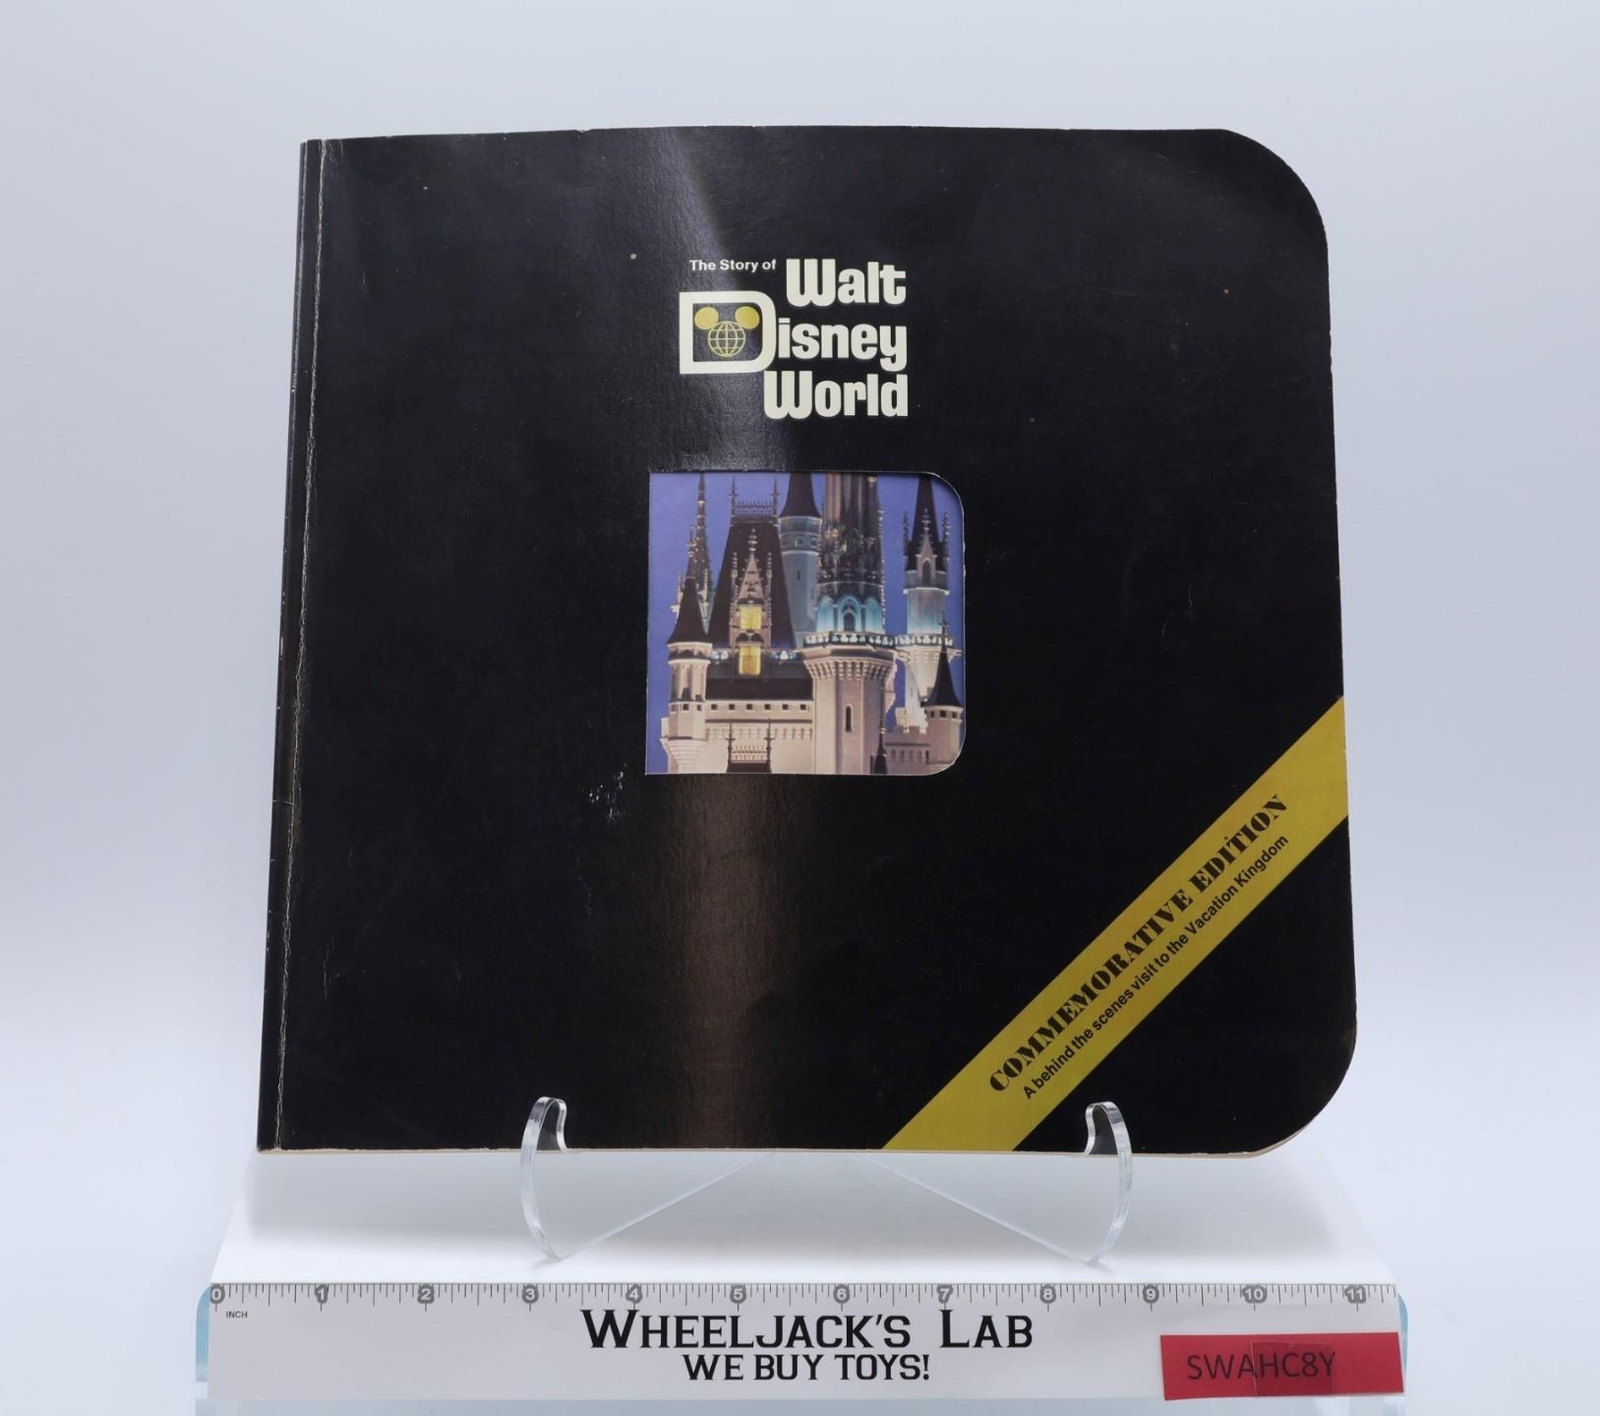 The Story of Walt
Disney
World
COMMEMORATIVE EDITION
A behind the scenes visit to the Vacation Kingdom
0 1 2 3 4 5 6 7 8 9 10 11
INCH
WHEELJACK'S LAB
WE BUY TOYS!
SWAHC8Y